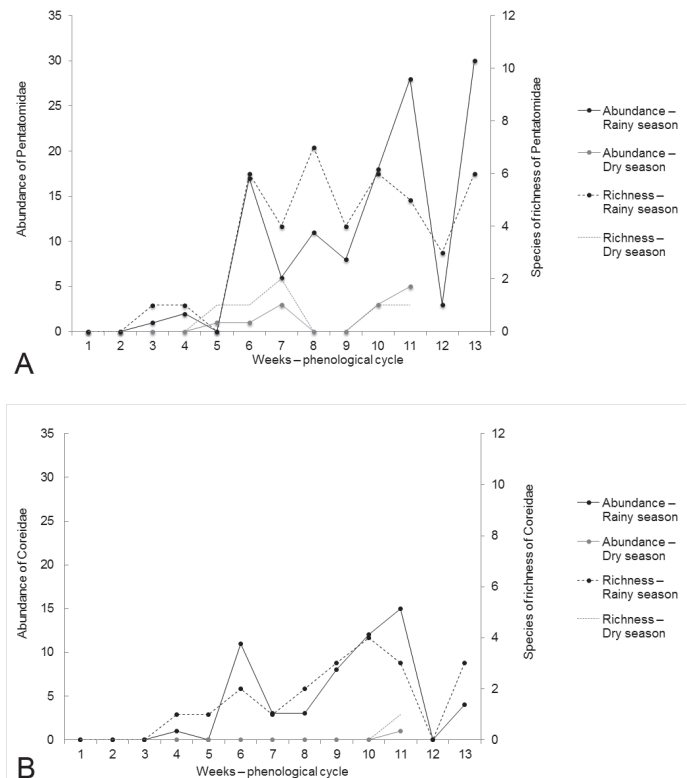 35
30
25
20
15
10
5
0
Abundance of Pentatomidae
12
10
8
6
4
2
0
Species of richness of Pentatomidae
1 2 3 4 5 6 7 8 9 10 11 12 13
Weeks – phenological cycle
Abundance –
Rainy season
Abundance –
Dry season
Richness –
Rainy season
Richness –
Dry season
A
35
30
25
20
15
10
5
0
Abundance of Coreidae
12
10
8
6
4
2
0
Species of richness of Coreidae
1 2 3 4 5 6 7 8 9 10 11 12 13
Weeks – phenological cycle
Abundance –
Rainy season
Abundance –
Dry season
Richness –
Rainy season
Richness –
Dry season
B